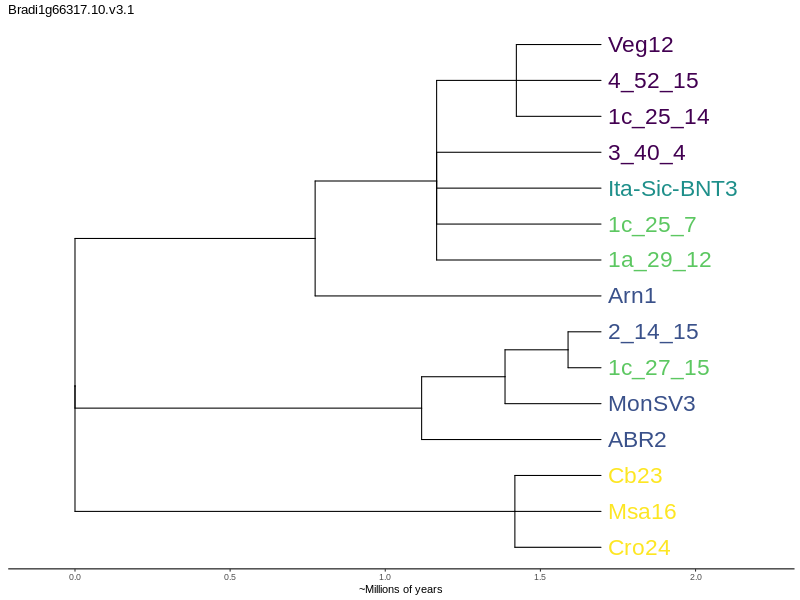 Bradi1g66317.10.v3.1
Veg12
4_52_15
1c_25_14
3_40_4
Ita-Sic-BNT3
1c_25_7
1a_29_12
Arn1
2_14_15
1c_27_15
MonSV3
ABR2
Cb23
Msa16
Cro24
0.0 0.5 1.0 1.5 2.0
~Millions of years